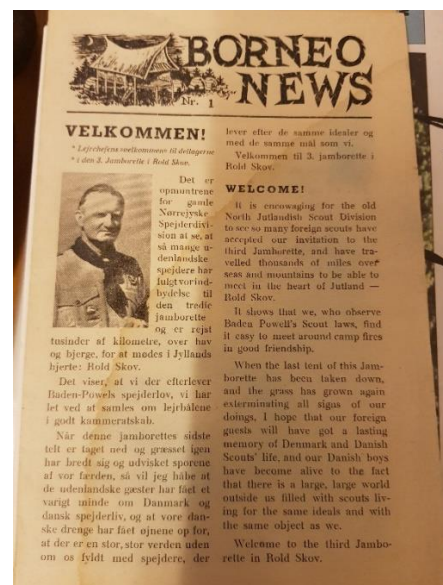 BORNEO
Nr. 1 NEWS
VELKOMMEN!
* Lejrchefens velkommen til deltagerne
* i den 3. Jamborette i Rold Skov.
Det er
opmuntrene
for gamle
Nørrejyske
Spejderdivi-
sion at se, at
så mange u-
denlandske
spejdere har
fulgt vor ind-
bydelse til
den tredie
jamborette
og er rejst
tusinder af kilometre, over hav
og bjerge, for at mødes i Jyllands
hjerte: Rold Skov.
Det viser, at vi der efterlever
Baden-Powels spejderlov, vi har
let ved at samles om lejrbålene
i godt kammeratskab.
Når denne jamborettes sidste
telt er taget ned og græsset igen
har bredt sig og udvisket sporene
af vor færden, så vil jeg håbe at
de udenlandske gæster har fået et
varigt minde om Danmark og
dansk spejderliv, og at vore dan-
ske drenge har fået øjnene op for,
at der er en stor, stor verden uden
om os fyldt med spejdere, der
lever efter de samme idealer og
med de samme mål som vi.
Velkommen til 3. jamborette i
Rold Skov.
WELCOME!
It is encowaging for the old
North Jutlandish Scout Division
to see so many foreign scouts have
accepted our invitation to the
third Jamborette, and have tra-
velled thousands of miles over
seas and mountains to be able to
meet in the heart of Jutland —
Rold Skov.
It shows that we, who observe
Baden Powell's Scout laws, find
it easy to meet around camp fires
in good friendship.
When the last tent of this Jam-
borette has been taken down,
and the grass has grown again
exterminating all signs of our
doings, I hope that our foreign
guests will have got a lasting
memory of Denmark and Danish
Scouts' life, and our Danish boys
have become alive to the fact
that there is a large, large world
outside us filled with scouts liv-
ing for the same ideals and with
the same object as we.
Welcome to the third Jambo-
rette in Rold Skov.